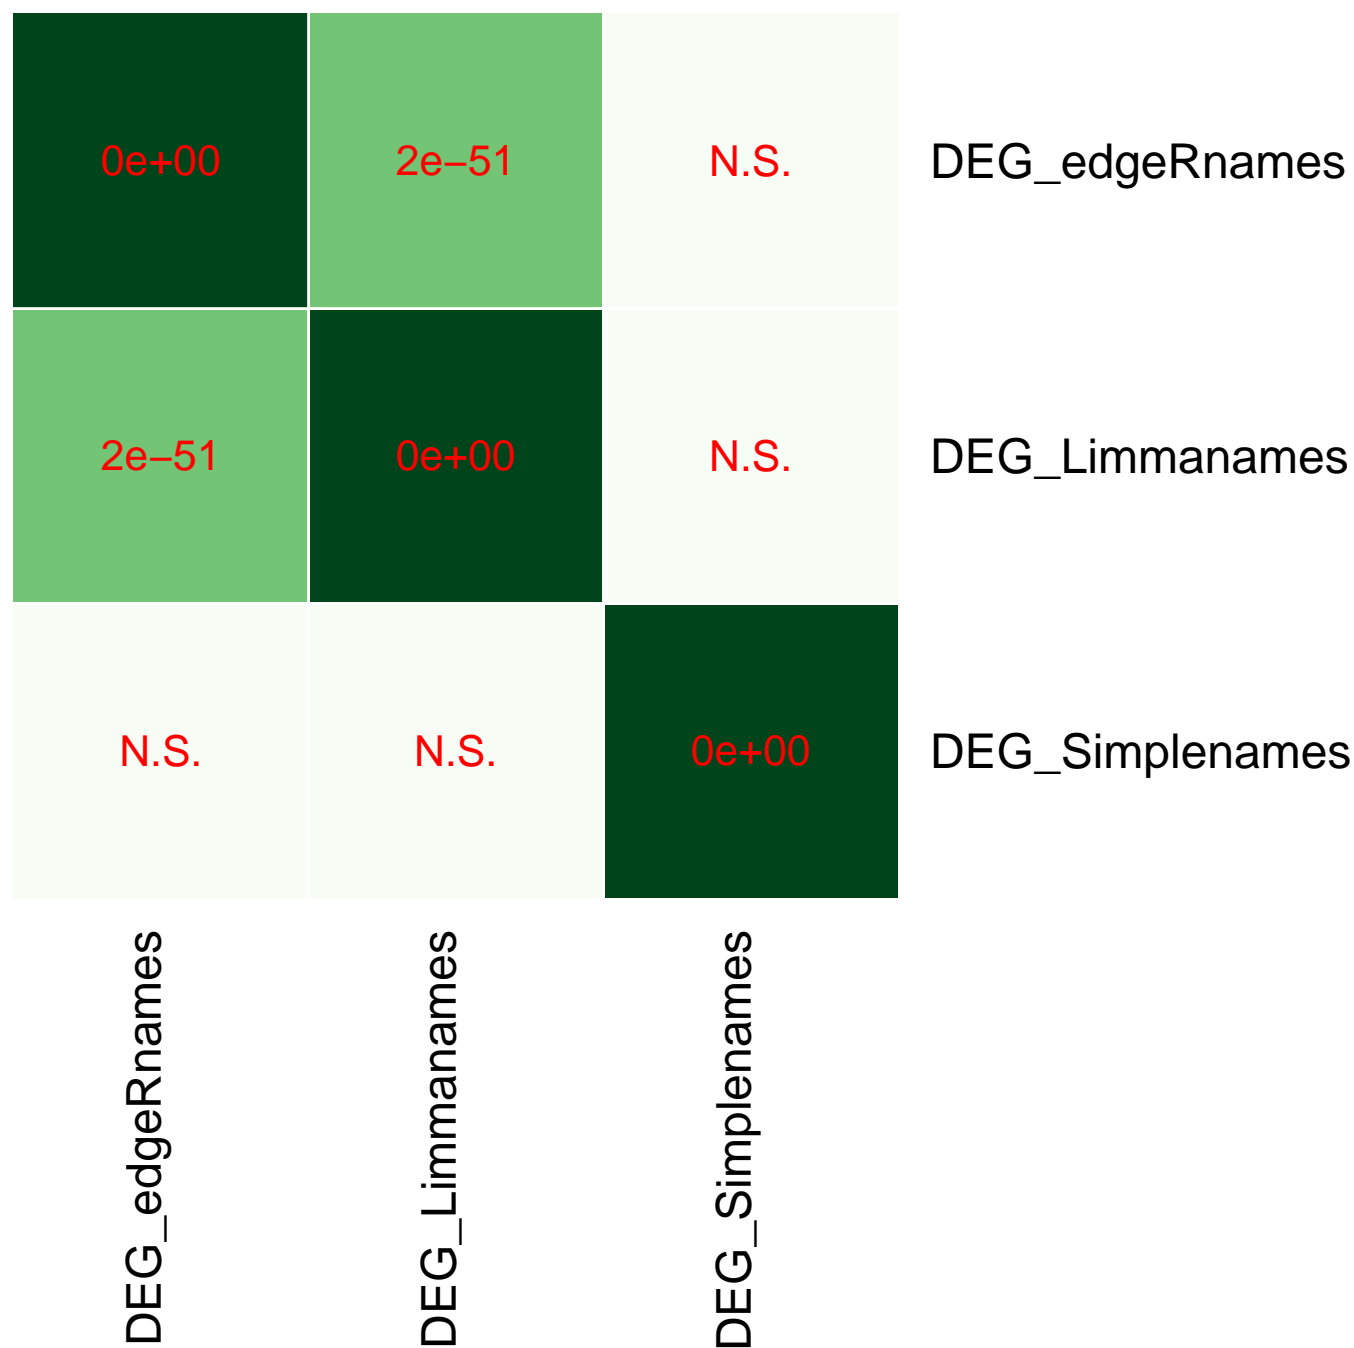 0e+00 2e−51 N.S. DEG_edgeRnames
2e−51 0e+00 N.S. DEG_Limmanames
N.S. N.S. 0e+00 DEG_Simplenames
DEG_edgeRnames
DEG_Limmanames
DEG_Simplenames